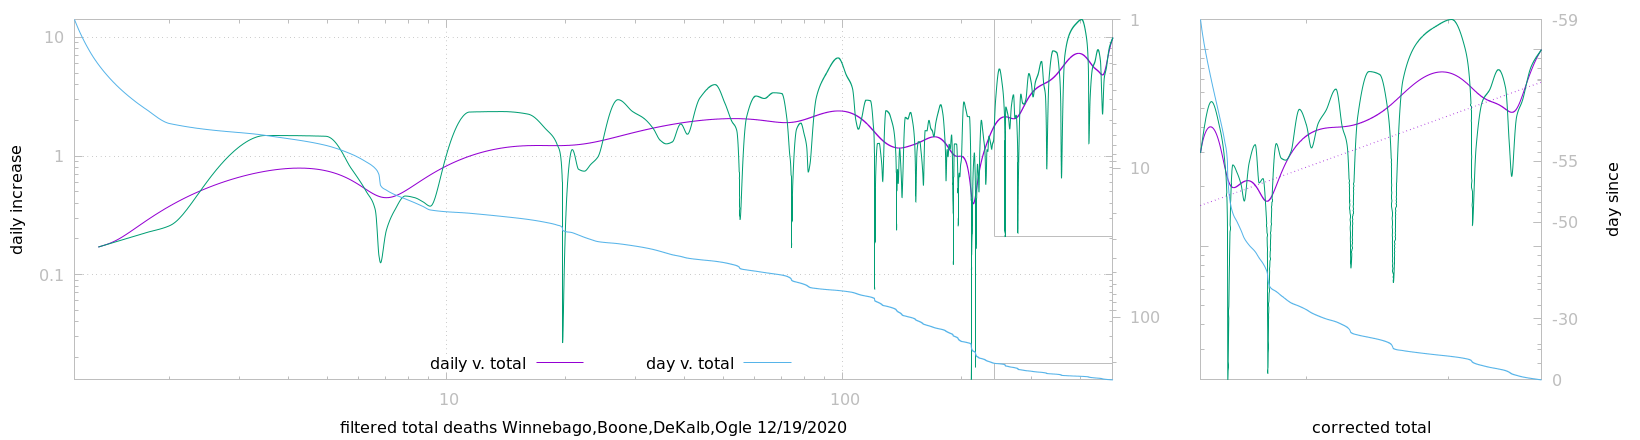 10
1
0.1
daily increase
10
100
filtered total deaths Winnebago,Boone,DeKalb,Ogle 12/19/2020
daily v. total
day v. total
1
10
100
corrected total
-59
-55
-50
-30
0
day since